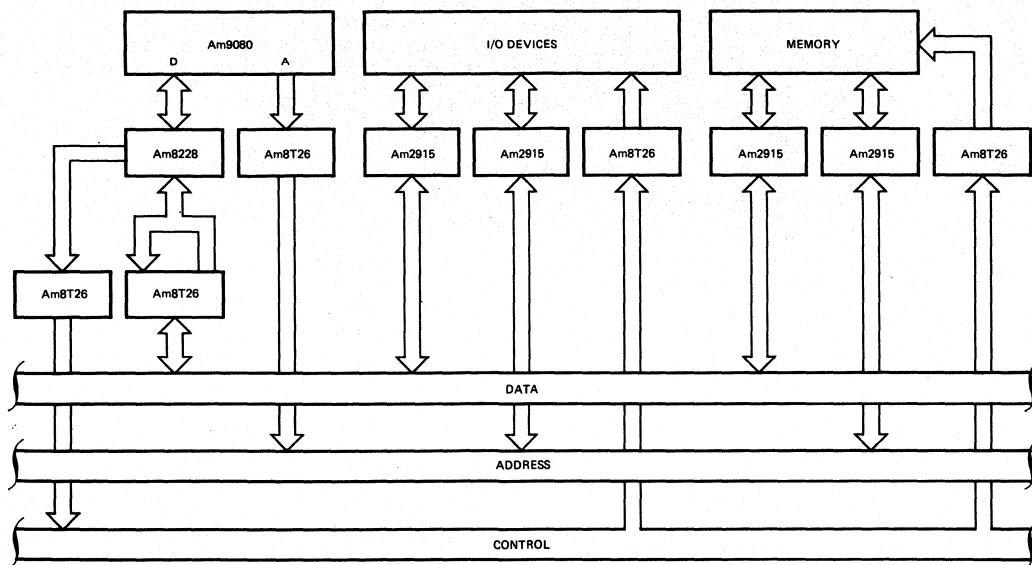 Am9080
D A
I/O DEVICES
MEMORY
Am8228
Am8T26
Am2915
Am2915
Am8T26
Am2915
Am2915
Am8T26
Am8T26
Am8T26
DATA
ADDRESS
CONTROL